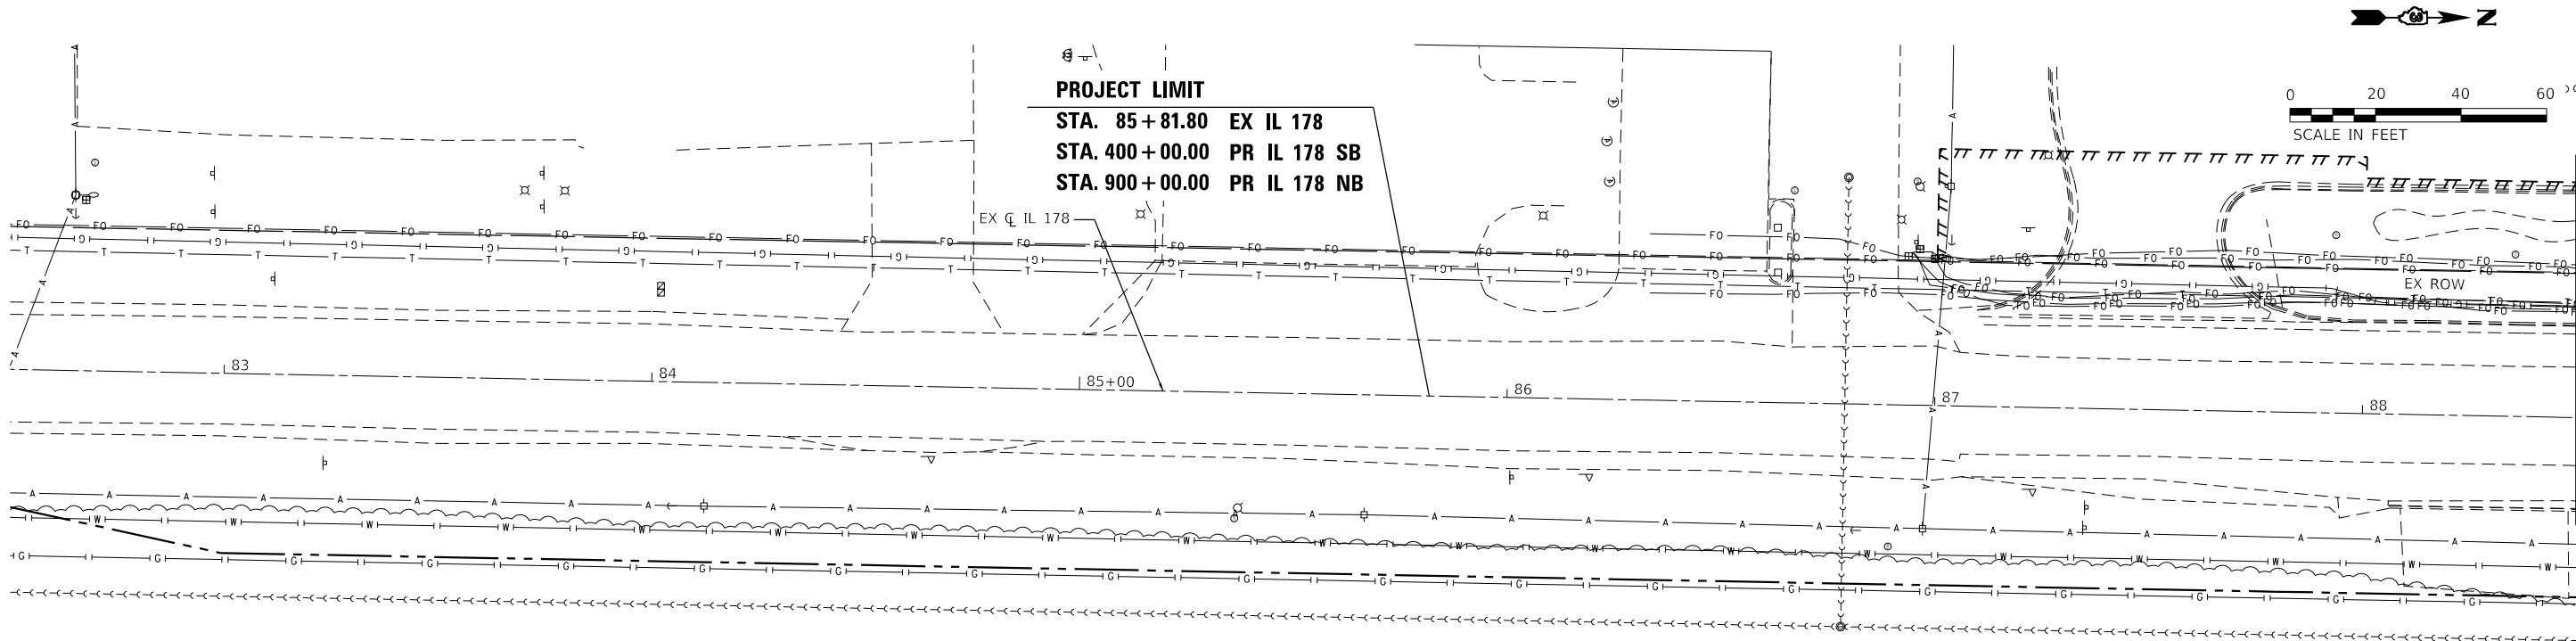 N
PROJECT LIMIT
STA. 85+81.80 EX IL 178
STA. 400+00.00 PR IL 178 SB
STA. 900+00.00 PR IL 178 NB
0 20 40 60
SCALE IN FEET
EX ℄ IL 178
EX ROW
83 84 85+00 86 87 88